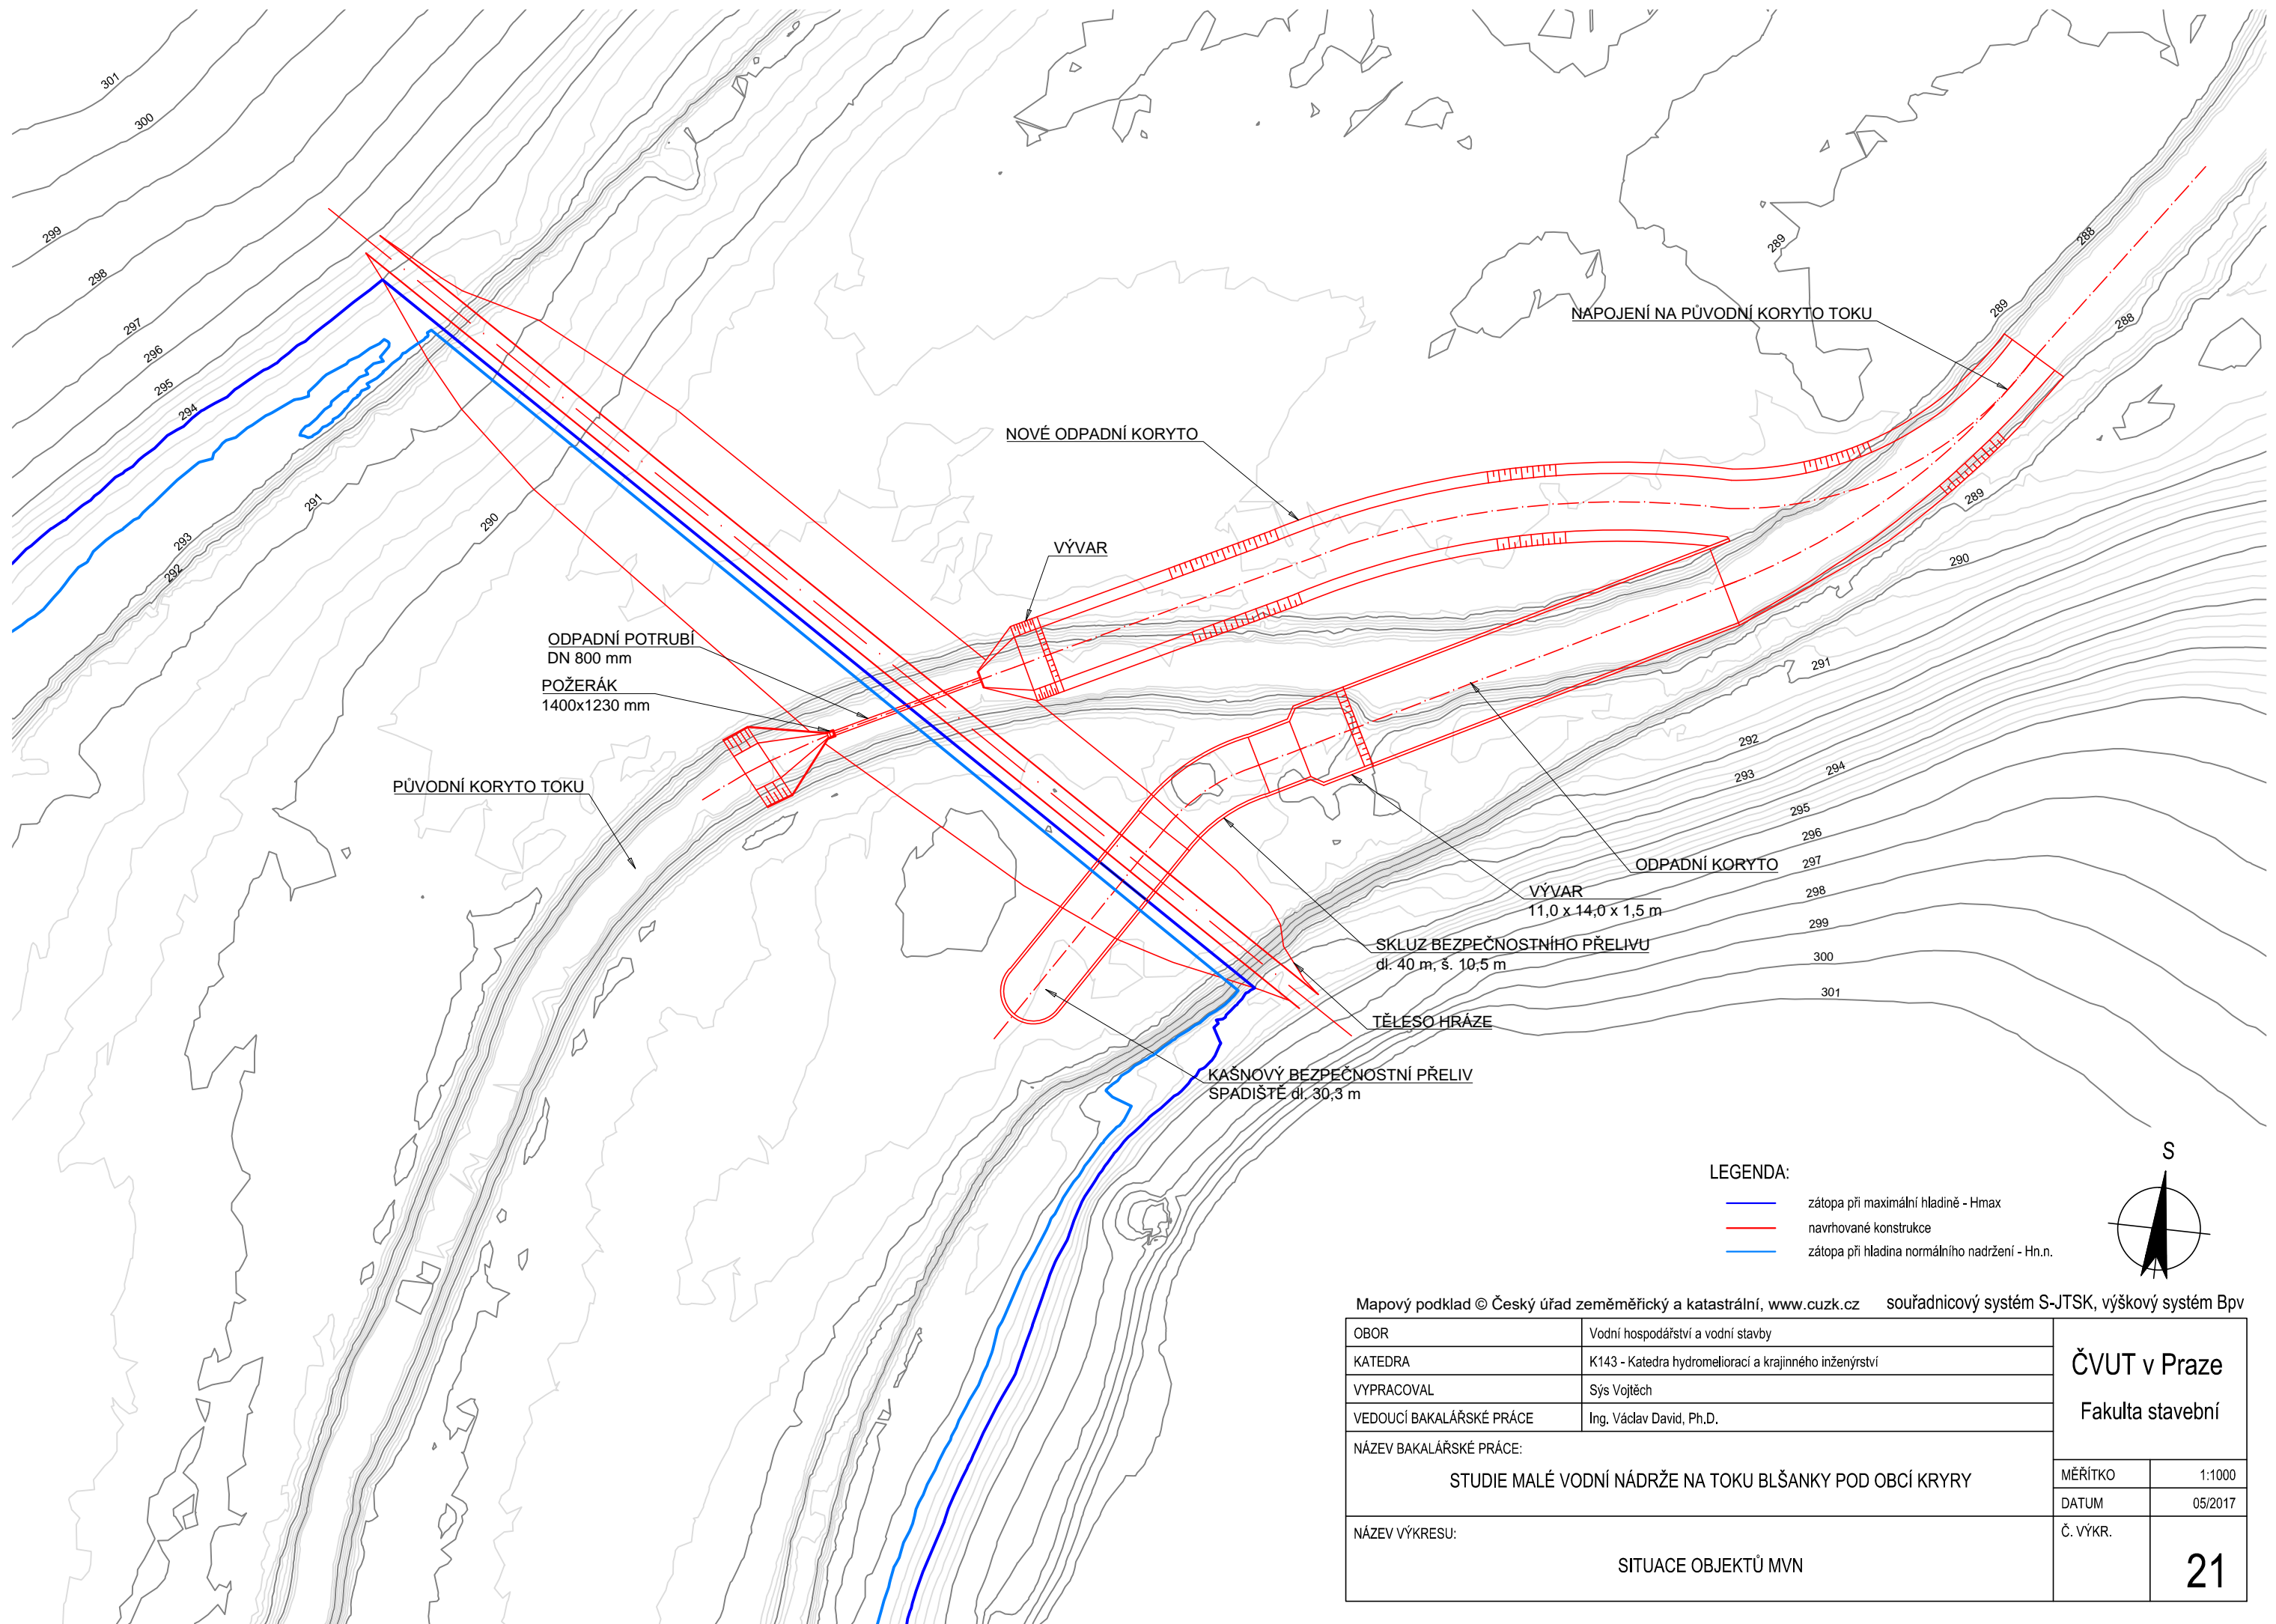 301
300
299
298
297
296
295
294
293
292
291
290
289
289
288
289
288
NAPOJENÍ NA PŮVODNÍ KORYTO TOKU
NOVÉ ODPADNÍ KORYTO
VÝVAR
ODPADNÍ POTRUBÍ
DN 800 mm
POŽERÁK
1400x1230 mm
PŮVODNÍ KORYTO TOKU
289
290
291
292
293
294
295
296
297
298
299
300
301
ODPADNÍ KORYTO
VÝVAR
11,0 x 14,0 x 1,5 m
SKLUZ BEZPEČNOSTNÍHO PŘELIVU
dl. 40 m, š. 10,5 m
TĚLESO HRÁZE
KAŠNOVÝ BEZPEČNOSTNÍ PŘELIV
SPADIŠTĚ dl. 30,3 m
S
LEGENDA:
zátopa při maximální hladině - Hmax
navrhované konstrukce
zátopa při hladina normálního nadržení - Hn.n.
Mapový podklad © Český úřad zeměměřický a katastrální, www.cuzk.cz souřadnicový systém S-JTSK, výškový systém Bpv
OBOR Vodní hospodářství a vodní stavby
KATEDRA K143 - Katedra hydromeliorací a krajinného inženýrství
VYPRACOVAL Sýs Vojtěch
VEDOUCÍ BAKALÁŘSKÉ PRÁCE Ing. Václav David, Ph.D.
ČVUT v Praze
Fakulta stavební
NÁZEV BAKALÁŘSKÉ PRÁCE:
STUDIE MALÉ VODNÍ NÁDRŽE NA TOKU BLŠANKY POD OBCÍ KRYRY
MĚŘÍTKO 1:1000
DATUM 05/2017
NÁZEV VÝKRESU:
SITUACE OBJEKTŮ MVN
Č. VÝKR.
21